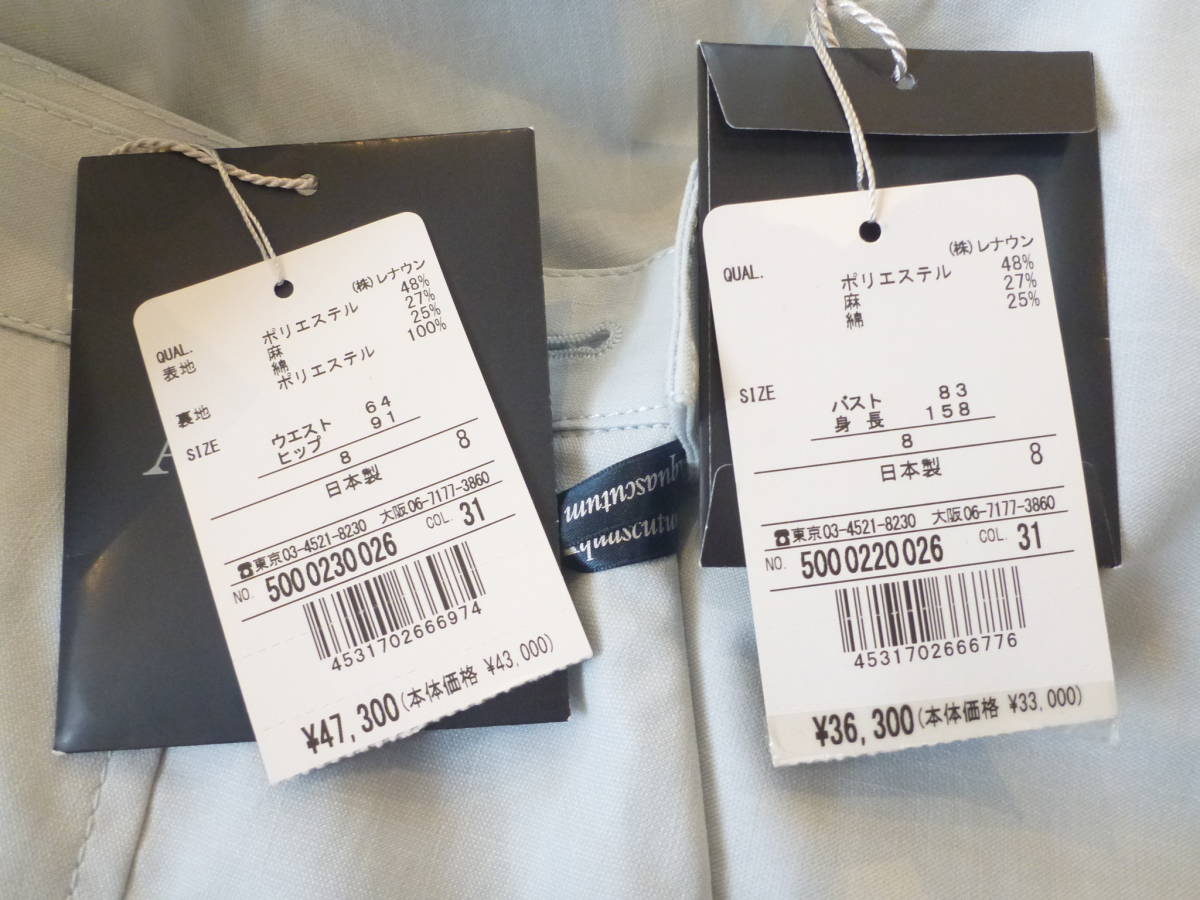 (株)レナウン
QUAL.
表地
ポリエステル 48%
麻 27%
綿 25%
裏地
ポリエステル 100%
SIZE
ウエスト 64
ヒップ 91
8
日本製 8
☎東京03-4521-8230 大阪06-7177-3860
NO. 5000230026 COL. 31
4531702666974
¥47,300(本体価格 ¥43,000)
A
Aquascutum
(株)レナウン
QUAL.
ポリエステル 48%
麻 27%
綿 25%
SIZE
バスト 83
身長 158
8
日本製 8
☎東京03-4521-8230 大阪06-7177-3860
NO. 5000220026 COL. 31
4531702666776
¥36,300(本体価格 ¥33,000)